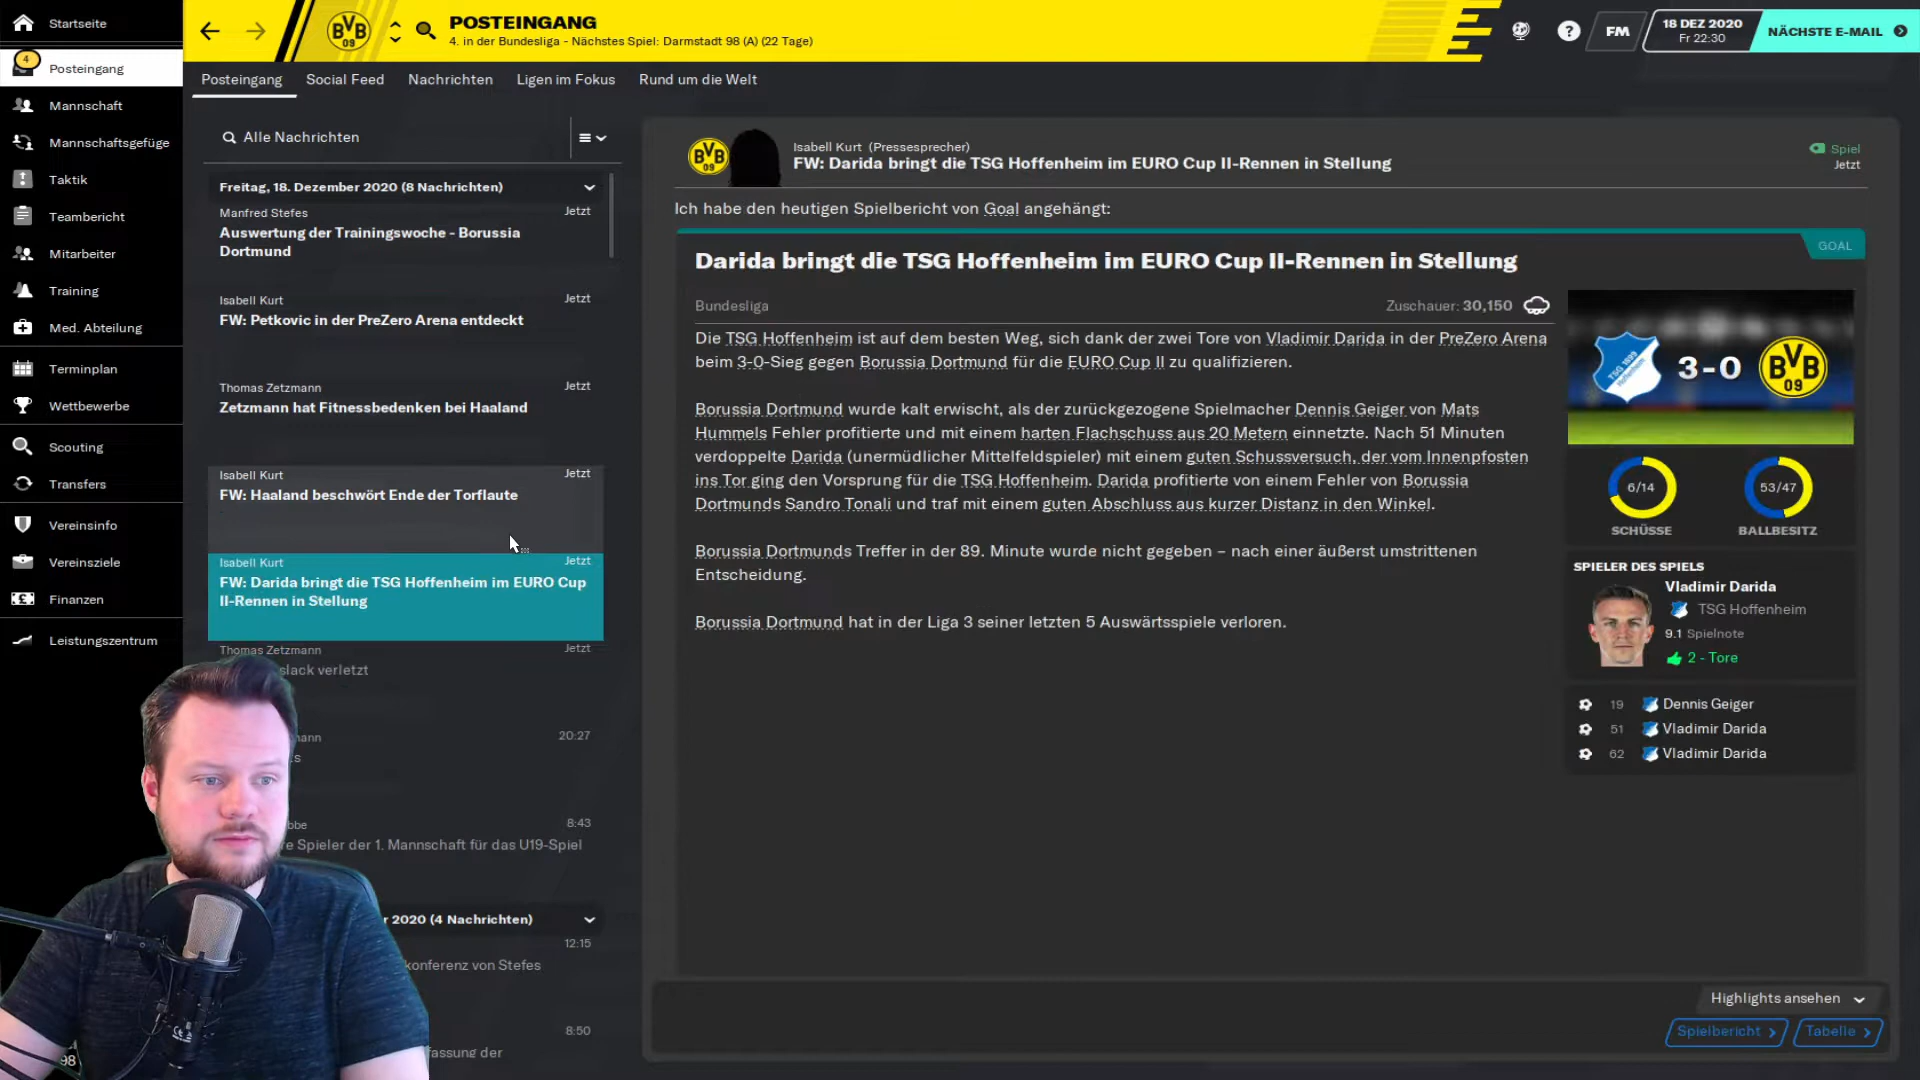 Startseite
4
Posteingang
Mannschaft
Mannschaftsgefüge
Taktik
Teambericht
Mitarbeiter
Training
Med. Abteilung
Terminplan
Wettbewerbe
Scouting
Transfers
Vereinsinfo
Vereinsziele
Finanzen
Leistungszentrum
BVB
09
POSTEINGANG
4. in der Bundesliga - Nächstes Spiel: Darmstadt 98 (A) (22 Tage)
?
FM
18 DEZ 2020
Fr 22:30
NÄCHSTE E-MAIL
Posteingang
Social Feed
Nachrichten
Ligen im Fokus
Rund um die Welt
Alle Nachrichten
Freitag, 18. Dezember 2020 (8 Nachrichten)
Manfred Stefes
Jetzt
Auswertung der Trainingswoche - Borussia
Dortmund
Isabell Kurt
Jetzt
FW: Petkovic in der PreZero Arena entdeckt
Thomas Zetzmann
Jetzt
Zetzmann hat Fitnessbedenken bei Haaland
Isabell Kurt
Jetzt
FW: Haaland beschwört Ende der Torflaute
Isabell Kurt
Jetzt
FW: Darida bringt die TSG Hoffenheim im EURO Cup
II-Rennen in Stellung
Thomas Zetzmann
Jetzt
slack verletzt
mann
20:27
s
bbe
8:43
re Spieler der 1. Mannschaft für das U19-Spiel
r 2020 (4 Nachrichten)
12:15
konferenz von Stefes
8:50
fassung der
98
BVB
09
Isabell Kurt (Pressesprecher)
FW: Darida bringt die TSG Hoffenheim im EURO Cup II-Rennen in Stellung
Spiel
Jetzt
Ich habe den heutigen Spielbericht von Goal angehängt:
GOAL
Darida bringt die TSG Hoffenheim im EURO Cup II-Rennen in Stellung
Bundesliga
Zuschauer: 30,150
Die TSG Hoffenheim ist auf dem besten Weg, sich dank der zwei Tore von Vladimir Darida in der PreZero Arena
beim 3-0-Sieg gegen Borussia Dortmund für die EURO Cup II zu qualifizieren.
Borussia Dortmund wurde kalt erwischt, als der zurückgezogene Spielmacher Dennis Geiger von Mats
Hummels Fehler profitierte und mit einem harten Flachschuss aus 20 Metern einnetzte. Nach 51 Minuten
verdoppelte Darida (unermüdlicher Mittelfeldspieler) mit einem guten Schussversuch, der vom Innenpfosten
ins Tor ging den Vorsprung für die TSG Hoffenheim. Darida profitierte von einem Fehler von Borussia
Dortmunds Sandro Tonali und traf mit einem guten Abschluss aus kurzer Distanz in den Winkel.
Borussia Dortmunds Treffer in der 89. Minute wurde nicht gegeben – nach einer äußerst umstrittenen
Entscheidung.
Borussia Dortmund hat in der Liga 3 seiner letzten 5 Auswärtsspiele verloren.
TSG 1899
Hoffenheim
3-0
BVB
09
6/14
SCHÜSSE
53/47
BALLBESITZ
SPIELER DES SPIELS
Vladimir Darida
TSG Hoffenheim
9.1 Spielnote
2 - Tore
19 Dennis Geiger
51 Vladimir Darida
62 Vladimir Darida
Highlights ansehen
Spielbericht
Tabelle